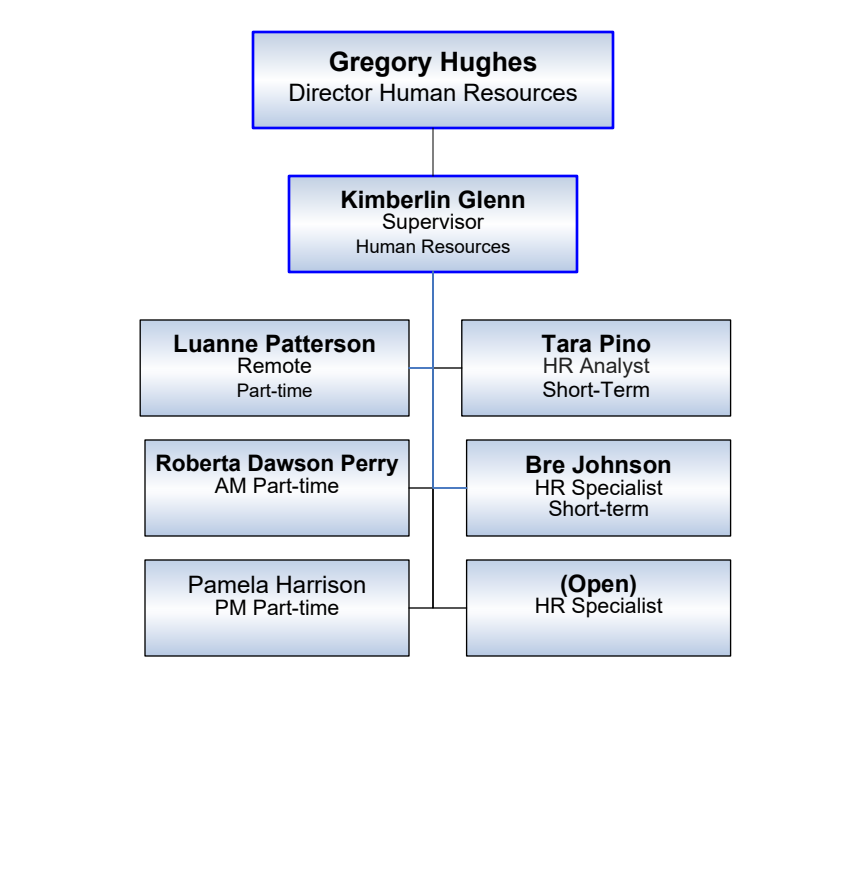 Gregory Hughes
Director Human Resources
Kimberlin Glenn
Supervisor
Human Resources
Luanne Patterson
Remote
Part-time
Tara Pino
HR Analyst
Short-Term
Roberta Dawson Perry
AM Part-time
Bre Johnson
HR Specialist
Short-term
Pamela Harrison
PM Part-time
(Open)
HR Specialist